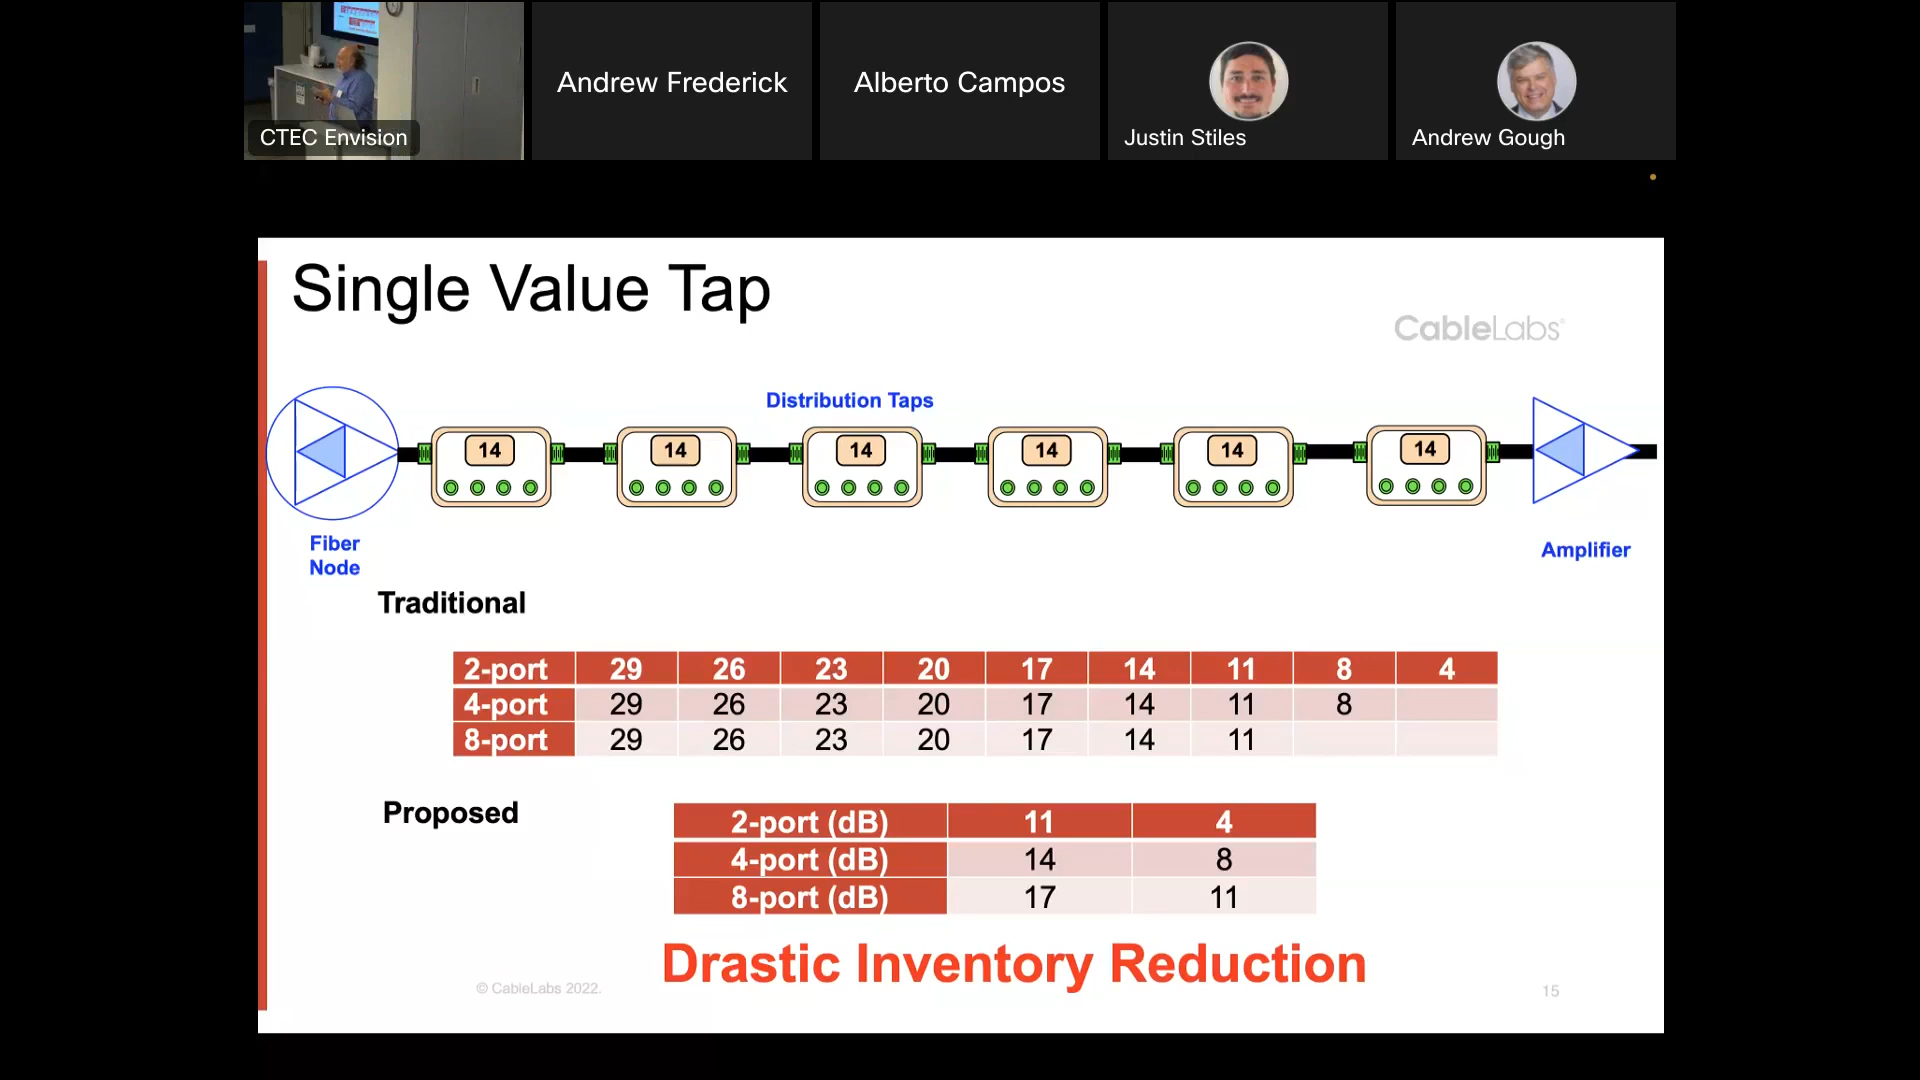 Andrew Frederick
Alberto Campos
CTEC Envision
Justin Stiles
Andrew Gough
Single Value Tap
CableLabs
Distribution Taps
14 14 14 14 14 14
Fiber
Node
Amplifier
Traditional
2-port 29 26 23 20 17 14 11 8 4
4-port 29 26 23 20 17 14 11 8
8-port 29 26 23 20 17 14 11
Proposed
2-port (dB) 11 4
4-port (dB) 14 8
8-port (dB) 17 11
Drastic Inventory Reduction
© CableLabs 2022.
15